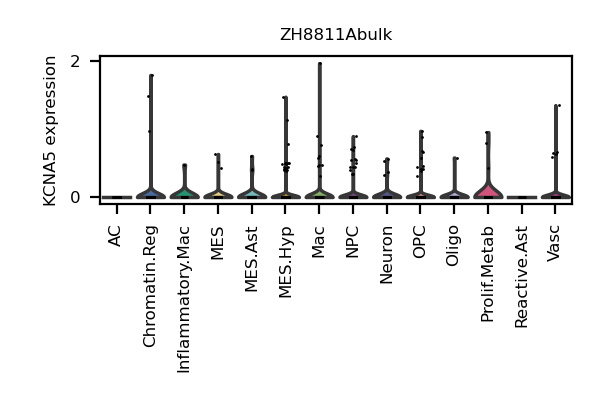 ZH8811Abulk
KCNA5 expression
2
0
AC
Chromatin.Reg
Inflammatory.Mac
MES
MES.Ast
MES.Hyp
Mac
NPC
Neuron
OPC
Oligo
Prolif.Metab
Reactive.Ast
Vasc